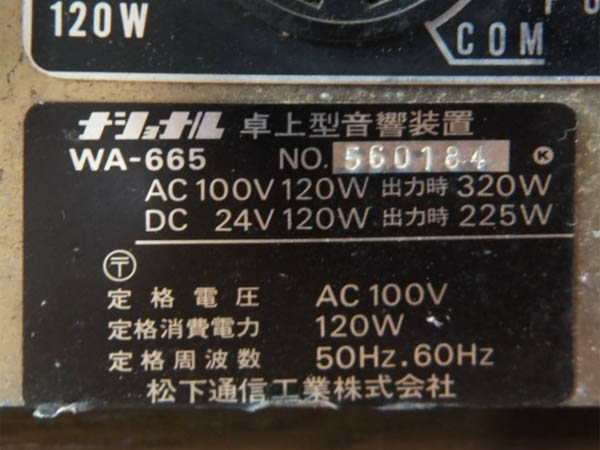 120W
COM
ナショナル 卓上型音響装置
WA-665 NO. 560184 K
AC 100V 120W 出力時 320W
DC 24V 120W 出力時 225W
〒
定格電圧 AC 100V
定格消費電力 120W
定格周波数 50Hz.60Hz
松下通信工業株式会社